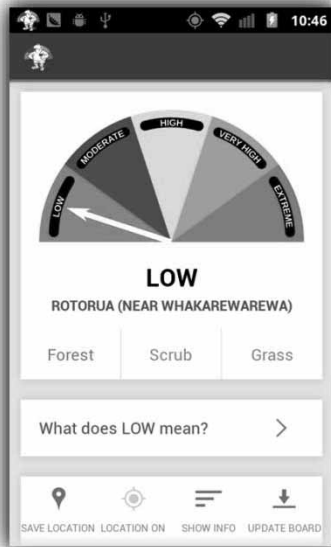 10:46
LOW
MODERATE
HIGH
VERY HIGH
EXTREME
LOW
ROTORUA (NEAR WHAKAREWAREWA)
Forest Scrub Grass
What does LOW mean?
SAVE LOCATION LOCATION ON SHOW INFO UPDATE BOARD